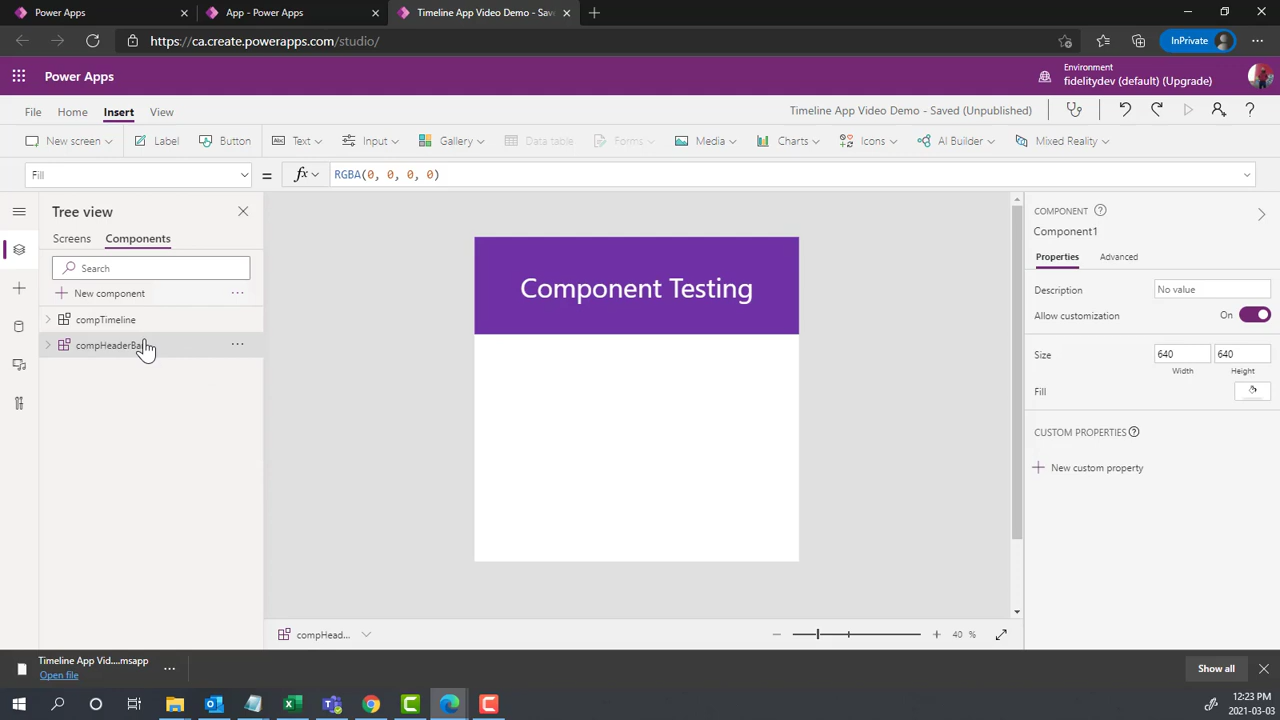 Power Apps
App - Power Apps
Timeline App Video Demo - Save
https://ca.create.powerapps.com/studio/
InPrivate
Power Apps
Environment
fidelitydev (default) (Upgrade)
File Home Insert View
Timeline App Video Demo - Saved (Unpublished)
New screen Label Button Text Input Gallery Data table Forms Media Charts Icons AI Builder Mixed Reality
Fill = fx RGBA(0, 0, 0, 0)
Tree view
Screens Components
Search
New component
compTimeline
compHeaderBa
Component Testing
COMPONENT
Component1
Properties Advanced
Description No value
Allow customization On
Size 640 640
Width Height
Fill
CUSTOM PROPERTIES
New custom property
compHead... 40 %
Timeline App Vid....msapp
Open file
Show all
12:23 PM
2021-03-03